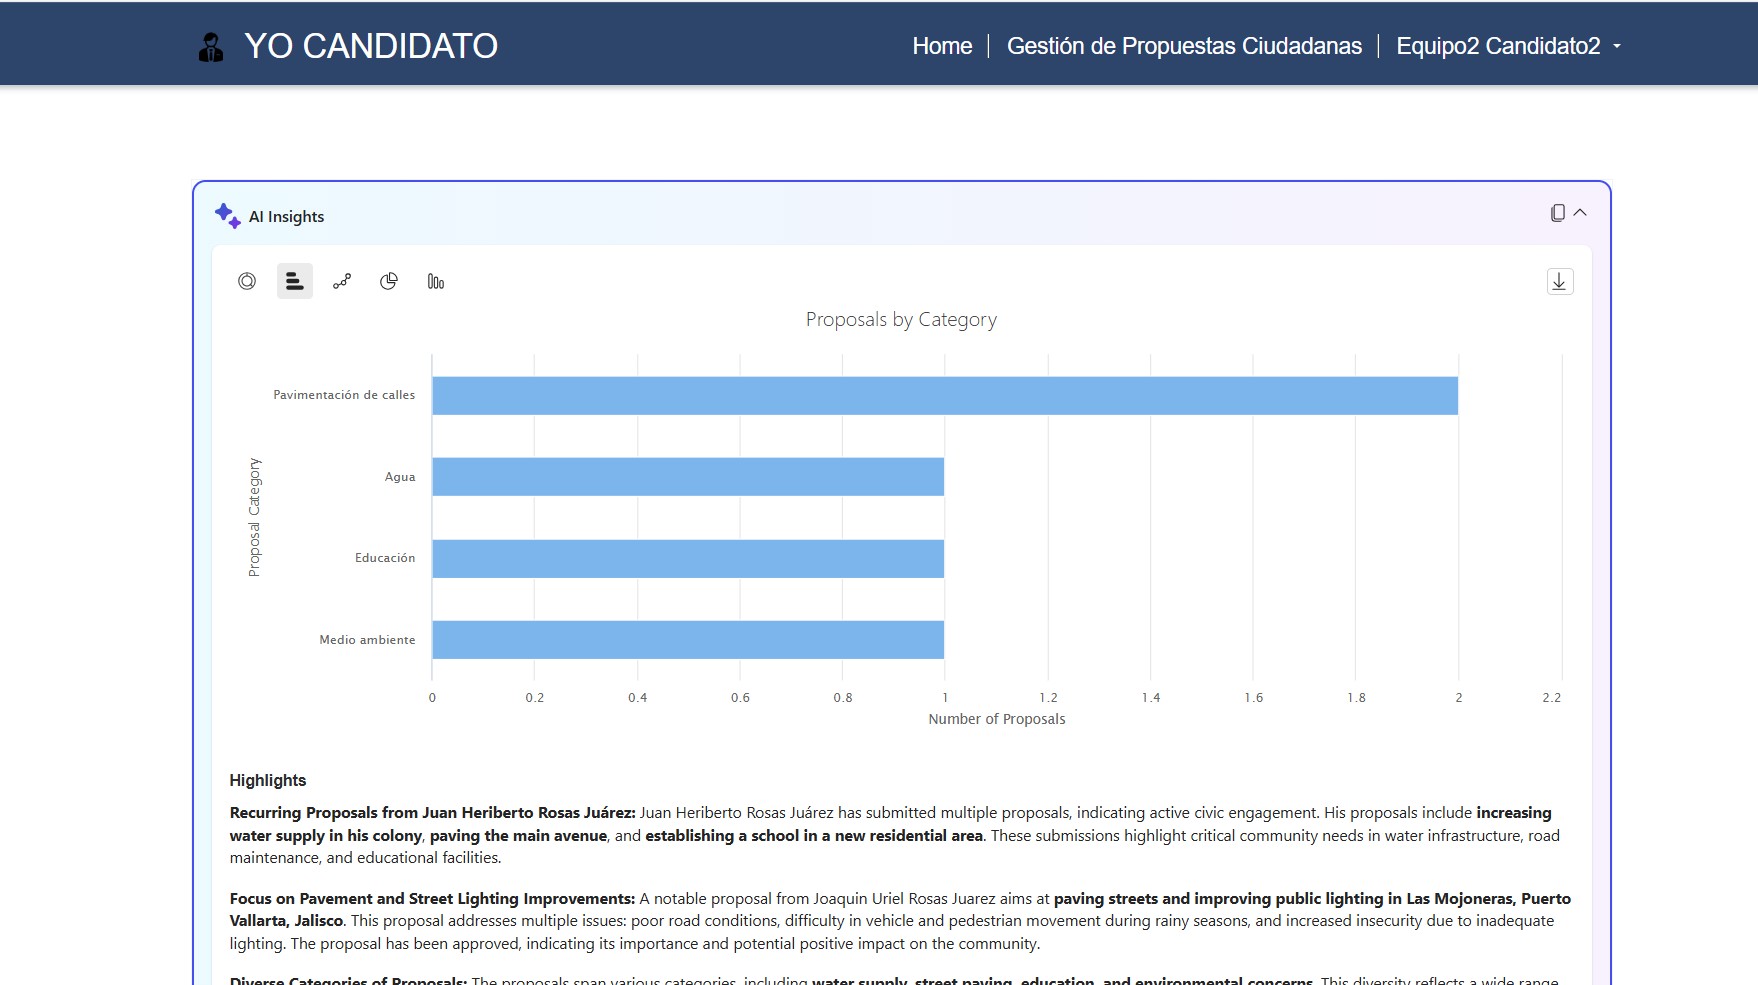 YO CANDIDATO
Home
Gestión de Propuestas Ciudadanas
Equipo2 Candidato2
AI Insights
Proposals by Category
Proposal Category
Pavimentación de calles
Agua
Educación
Medio ambiente
0 0.2 0.4 0.6 0.8 1 1.2 1.4 1.6 1.8 2 2.2
Number of Proposals
Highlights
Recurring Proposals from Juan Heriberto Rosas Juárez: Juan Heriberto Rosas Juárez has submitted multiple proposals, indicating active civic engagement. His proposals include increasing
water supply in his colony, paving the main avenue, and establishing a school in a new residential area. These submissions highlight critical community needs in water infrastructure, road
maintenance, and educational facilities.
Focus on Pavement and Street Lighting Improvements: A notable proposal from Joaquin Uriel Rosas Juarez aims at paving streets and improving public lighting in Las Mojoneras, Puerto
Vallarta, Jalisco. This proposal addresses multiple issues: poor road conditions, difficulty in vehicle and pedestrian movement during rainy seasons, and increased insecurity due to inadequate
lighting. The proposal has been approved, indicating its importance and potential positive impact on the community.
Diverse Categories of Proposals: The proposals span various categories, including water supply, street paving, education, and environmental concerns. This diversity reflects a wide range